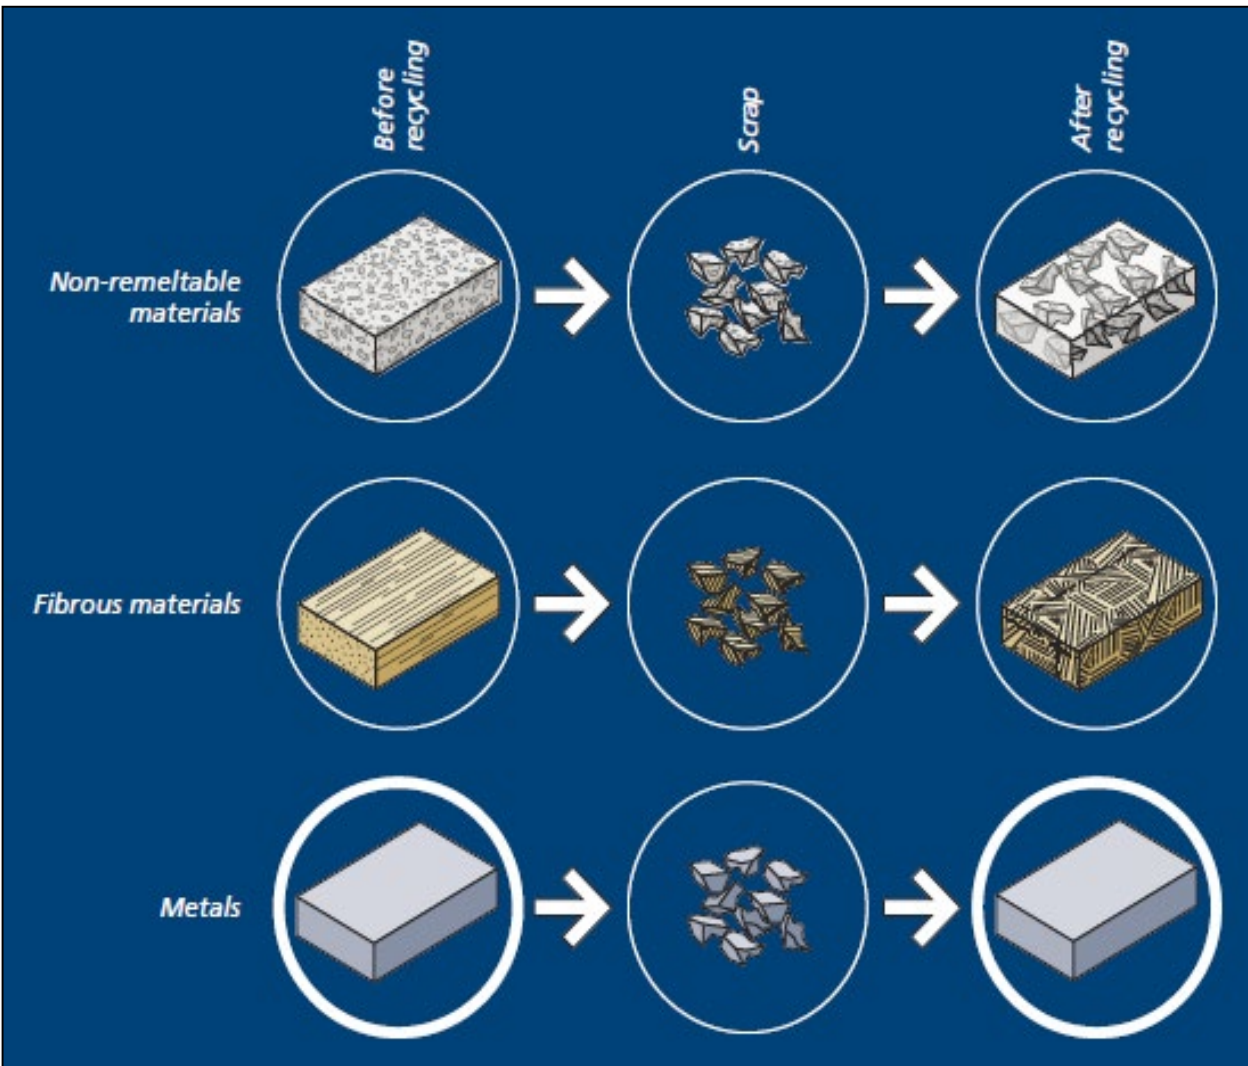 Before
recycling
Scrap
After
recycling
Non-remeltable
materials
Fibrous materials
Metals